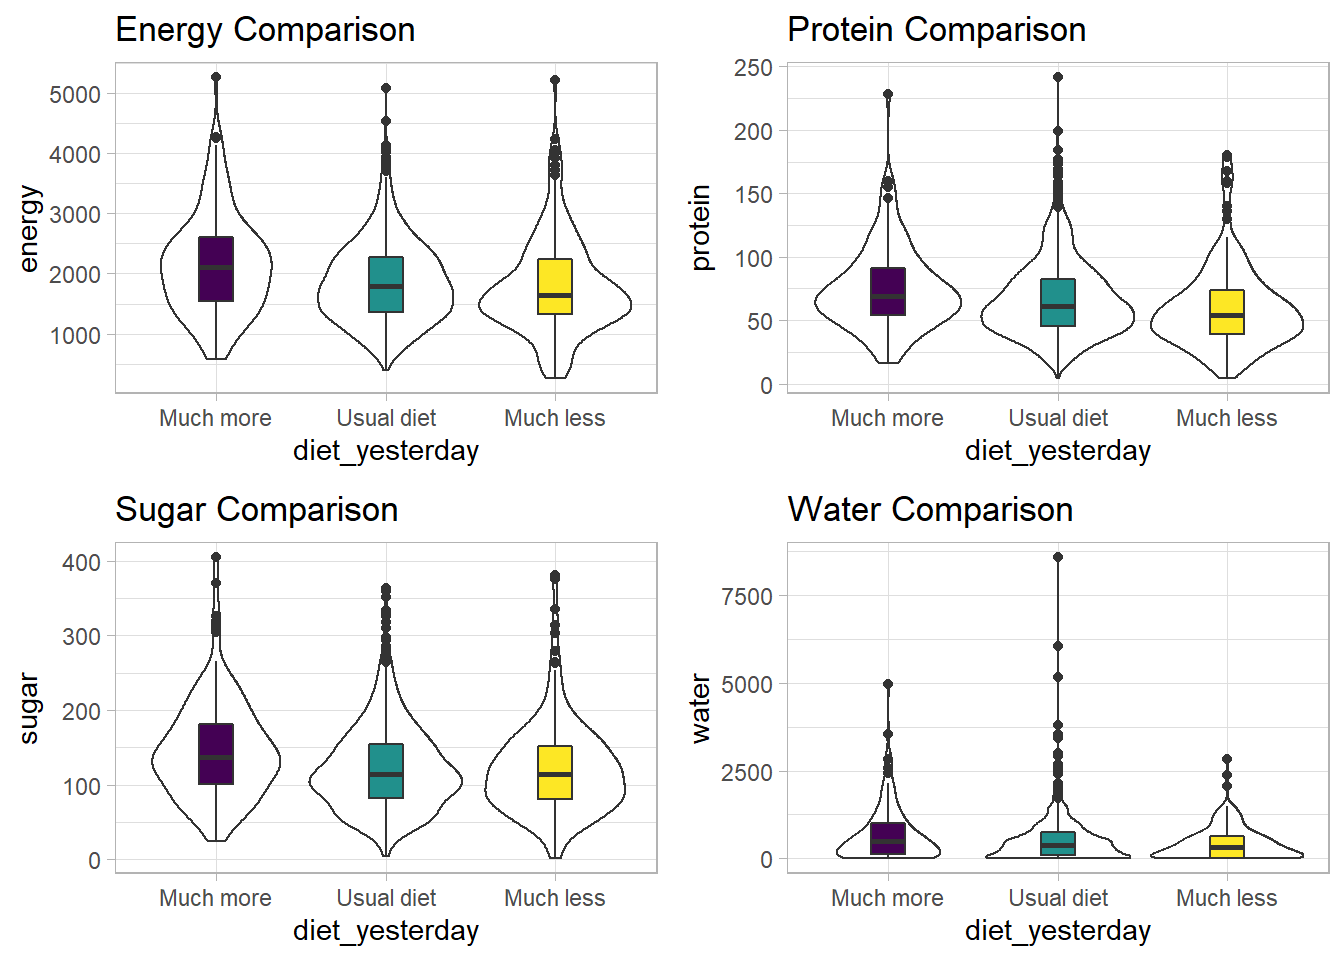 Energy Comparison
energy
5000
4000
3000
2000
1000
Much more Usual diet Much less
diet_yesterday
Protein Comparison
protein
250
200
150
100
50
0
Much more Usual diet Much less
diet_yesterday
Sugar Comparison
sugar
400
300
200
100
0
Much more Usual diet Much less
diet_yesterday
Water Comparison
water
7500
5000
2500
0
Much more Usual diet Much less
diet_yesterday